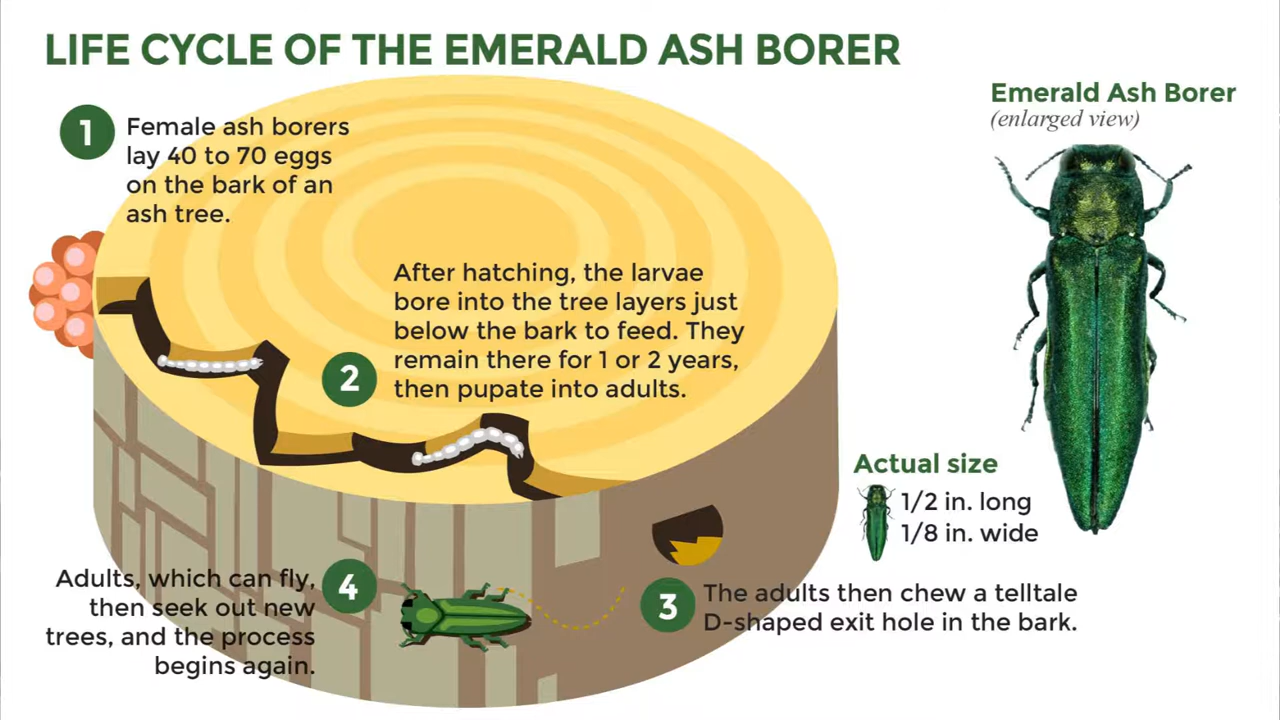 LIFE CYCLE OF THE EMERALD ASH BORER
1
Female ash borers
lay 40 to 70 eggs
on the bark of an
ash tree.
Emerald Ash Borer
(enlarged view)
2
After hatching, the larvae
bore into the tree layers just
below the bark to feed. They
remain there for 1 or 2 years,
then pupate into adults.
Actual size
1/2 in. long
1/8 in. wide
3
The adults then chew a telltale
D-shaped exit hole in the bark.
4
Adults, which can fly,
then seek out new
trees, and the process
begins again.